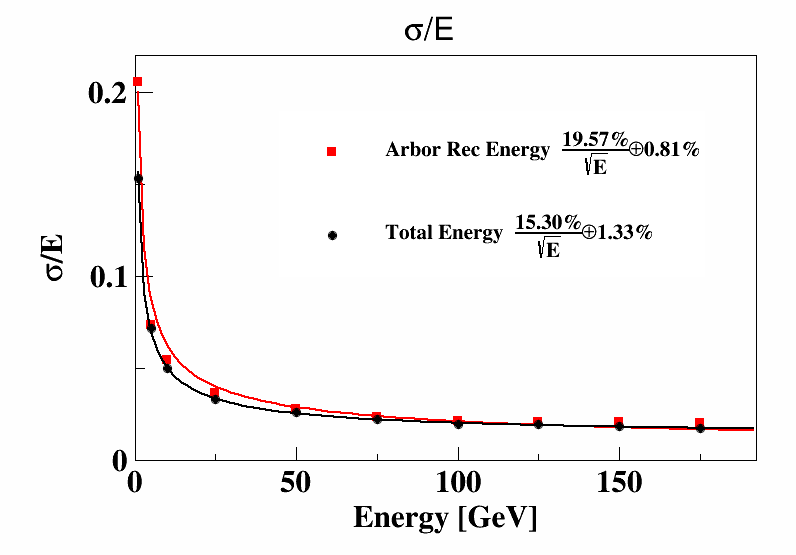 σ/E
0.2
Arbor Rec Energy 19.57%/√E ⊕0.81%
Total Energy 15.30%/√E ⊕1.33%
σ/E
0.1
0
0 50 100 150
Energy [GeV]